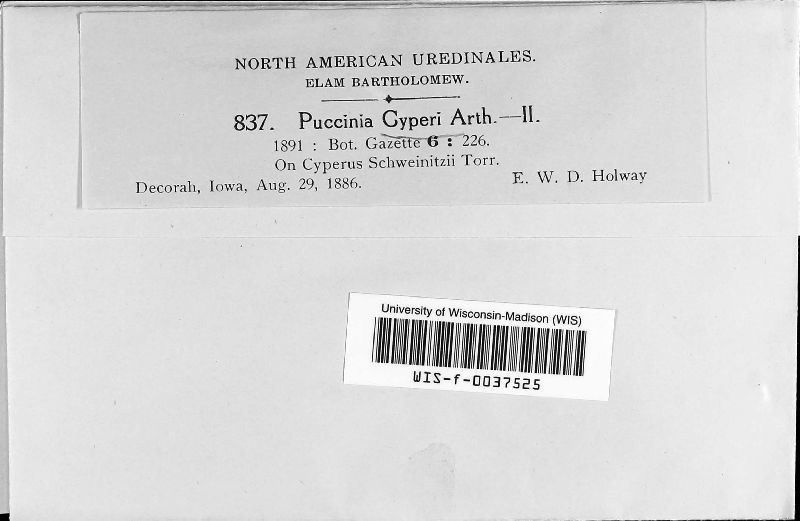 NORTH AMERICAN UREDINALES.
ELAM BARTHOLOMEW.
837. Puccinia Cyperi Arth.—II.
1891 : Bot. Gazette 6 : 226.
On Cyperus Schweinitzii Torr.
Decorah, Iowa, Aug. 29, 1886. E. W. D. Holway
University of Wisconsin-Madison (WIS)
WIS-f-0037525